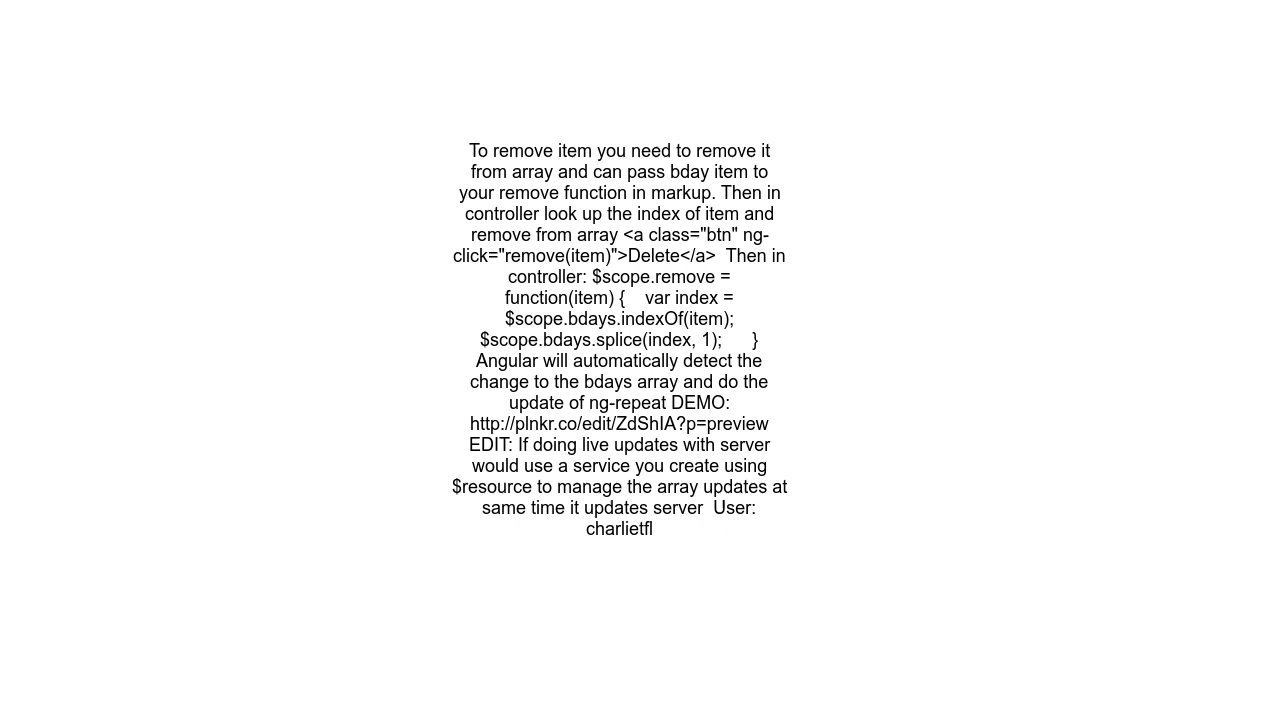 To remove item you need to remove it
from array and can pass bday item to
your remove function in markup. Then in
controller look up the index of item and
remove from array <a class="btn" ng-
click="remove(item)">Delete</a>  Then in
controller: $scope.remove =
function(item) {    var index =
$scope.bdays.indexOf(item);
$scope.bdays.splice(index, 1);      }
Angular will automatically detect the
change to the bdays array and do the
update of ng-repeat DEMO:
http://plnkr.co/edit/ZdShIA?p=preview
EDIT: If doing live updates with server
would use a service you create using
$resource to manage the array updates at
same time it updates server  User:
charlietfl